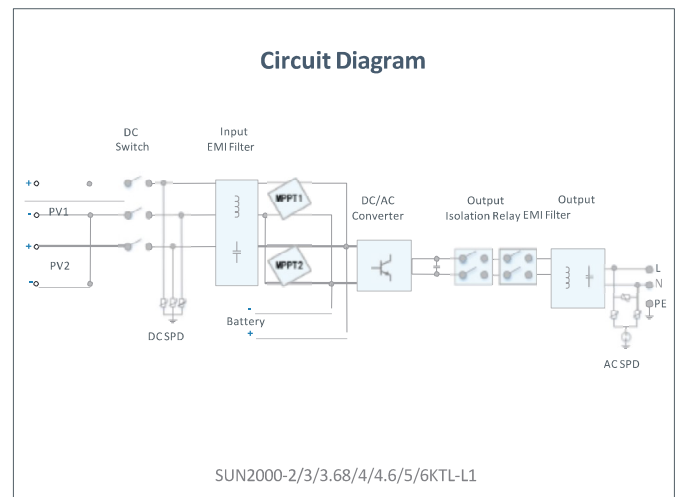 Circuit Diagram
DC
Switch
Input
EMI Filter
+
- PV1
+
PV2
-
MPPT1
MPPT2
DC/AC
Converter
Output
Isolation Relay
Output
EMI Filter
L
N
PE
-
Battery
+
DC SPD
AC SPD
SUN2000-2/3/3.68/4/4.6/5/6KTL-L1